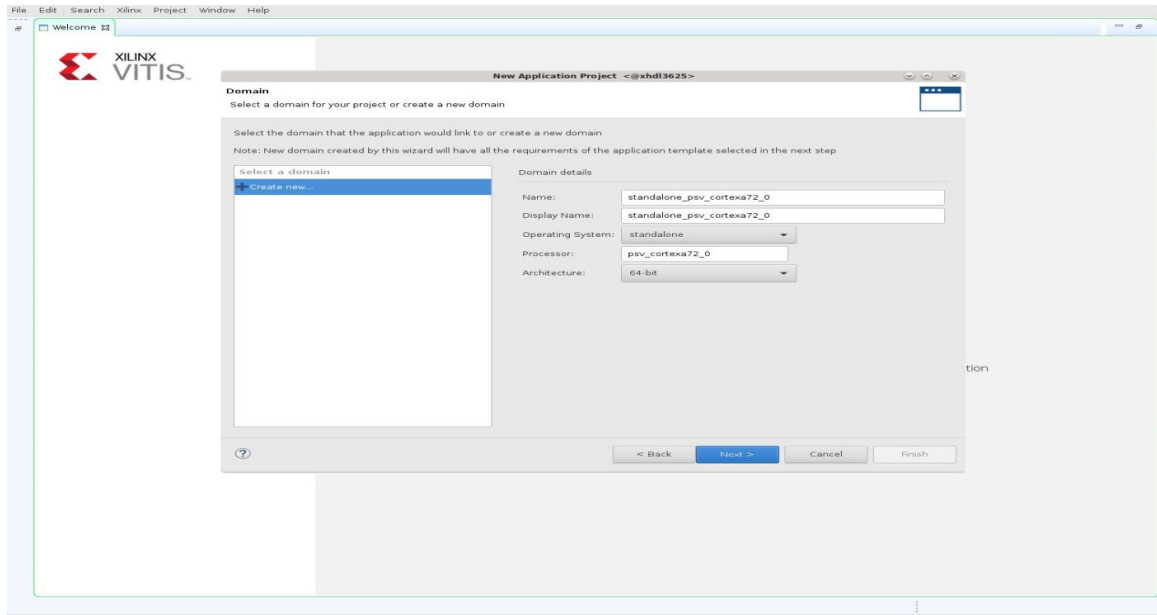 File Edit Search Xilinx Project Window Help
Welcome
XILINX
VITIS
New Application Project <@xhdl3625>
Domain
Select a domain for your project or create a new domain
Select the domain that the application would link to or create a new domain
Note: New domain created by this wizard will have all the requirements of the application template selected in the next step
Select a domain
Create new...
Domain details
Name: standalone_psv_cortexa72_0
Display Name: standalone_psv_cortexa72_0
Operating System: standalone
Processor: psv_cortexa72_0
Architecture: 64-bit
tion
< Back Next > Cancel Finish